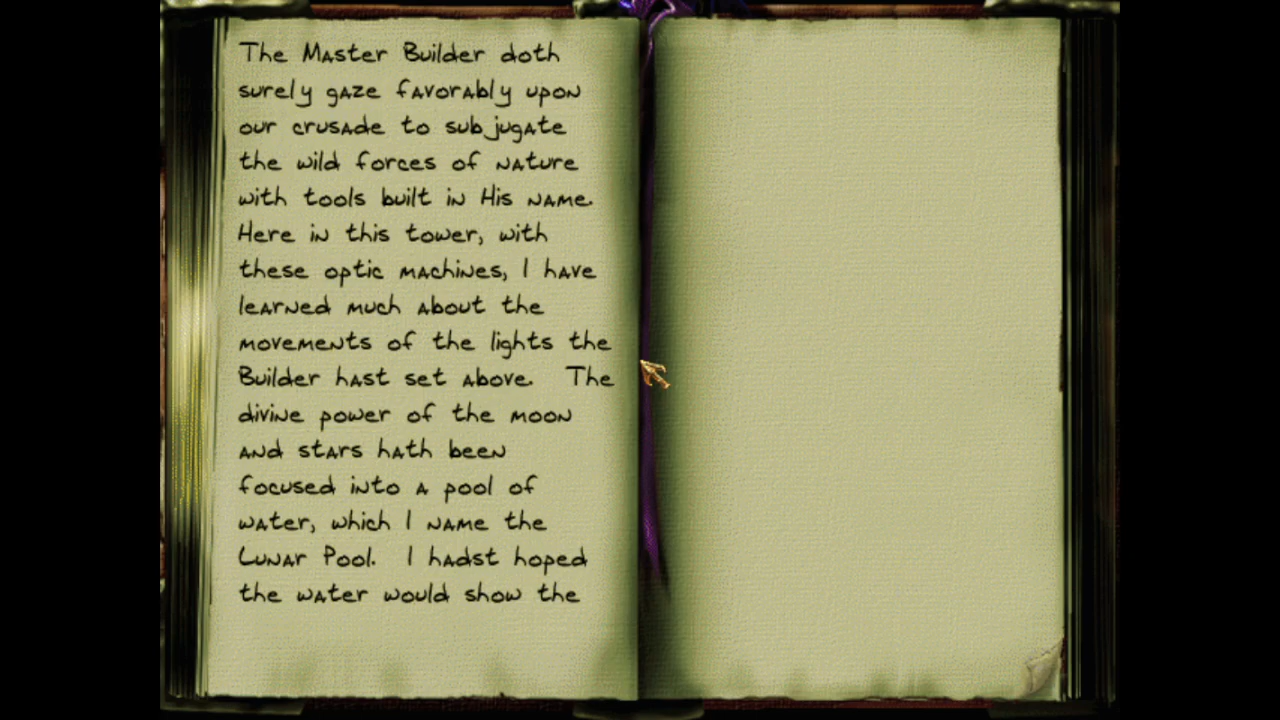 The Master Builder doth
surely gaze favorably upon
our crusade to subjugate
the wild forces of nature
with tools built in His name.
Here in this tower, with
these optic machines, I have
learned much about the
movements of the lights the
Builder hast set above.  The
divine power of the moon
and stars hath been
focused into a pool of
water, which I name the
Lunar Pool.  I hadst hoped
the water would show the